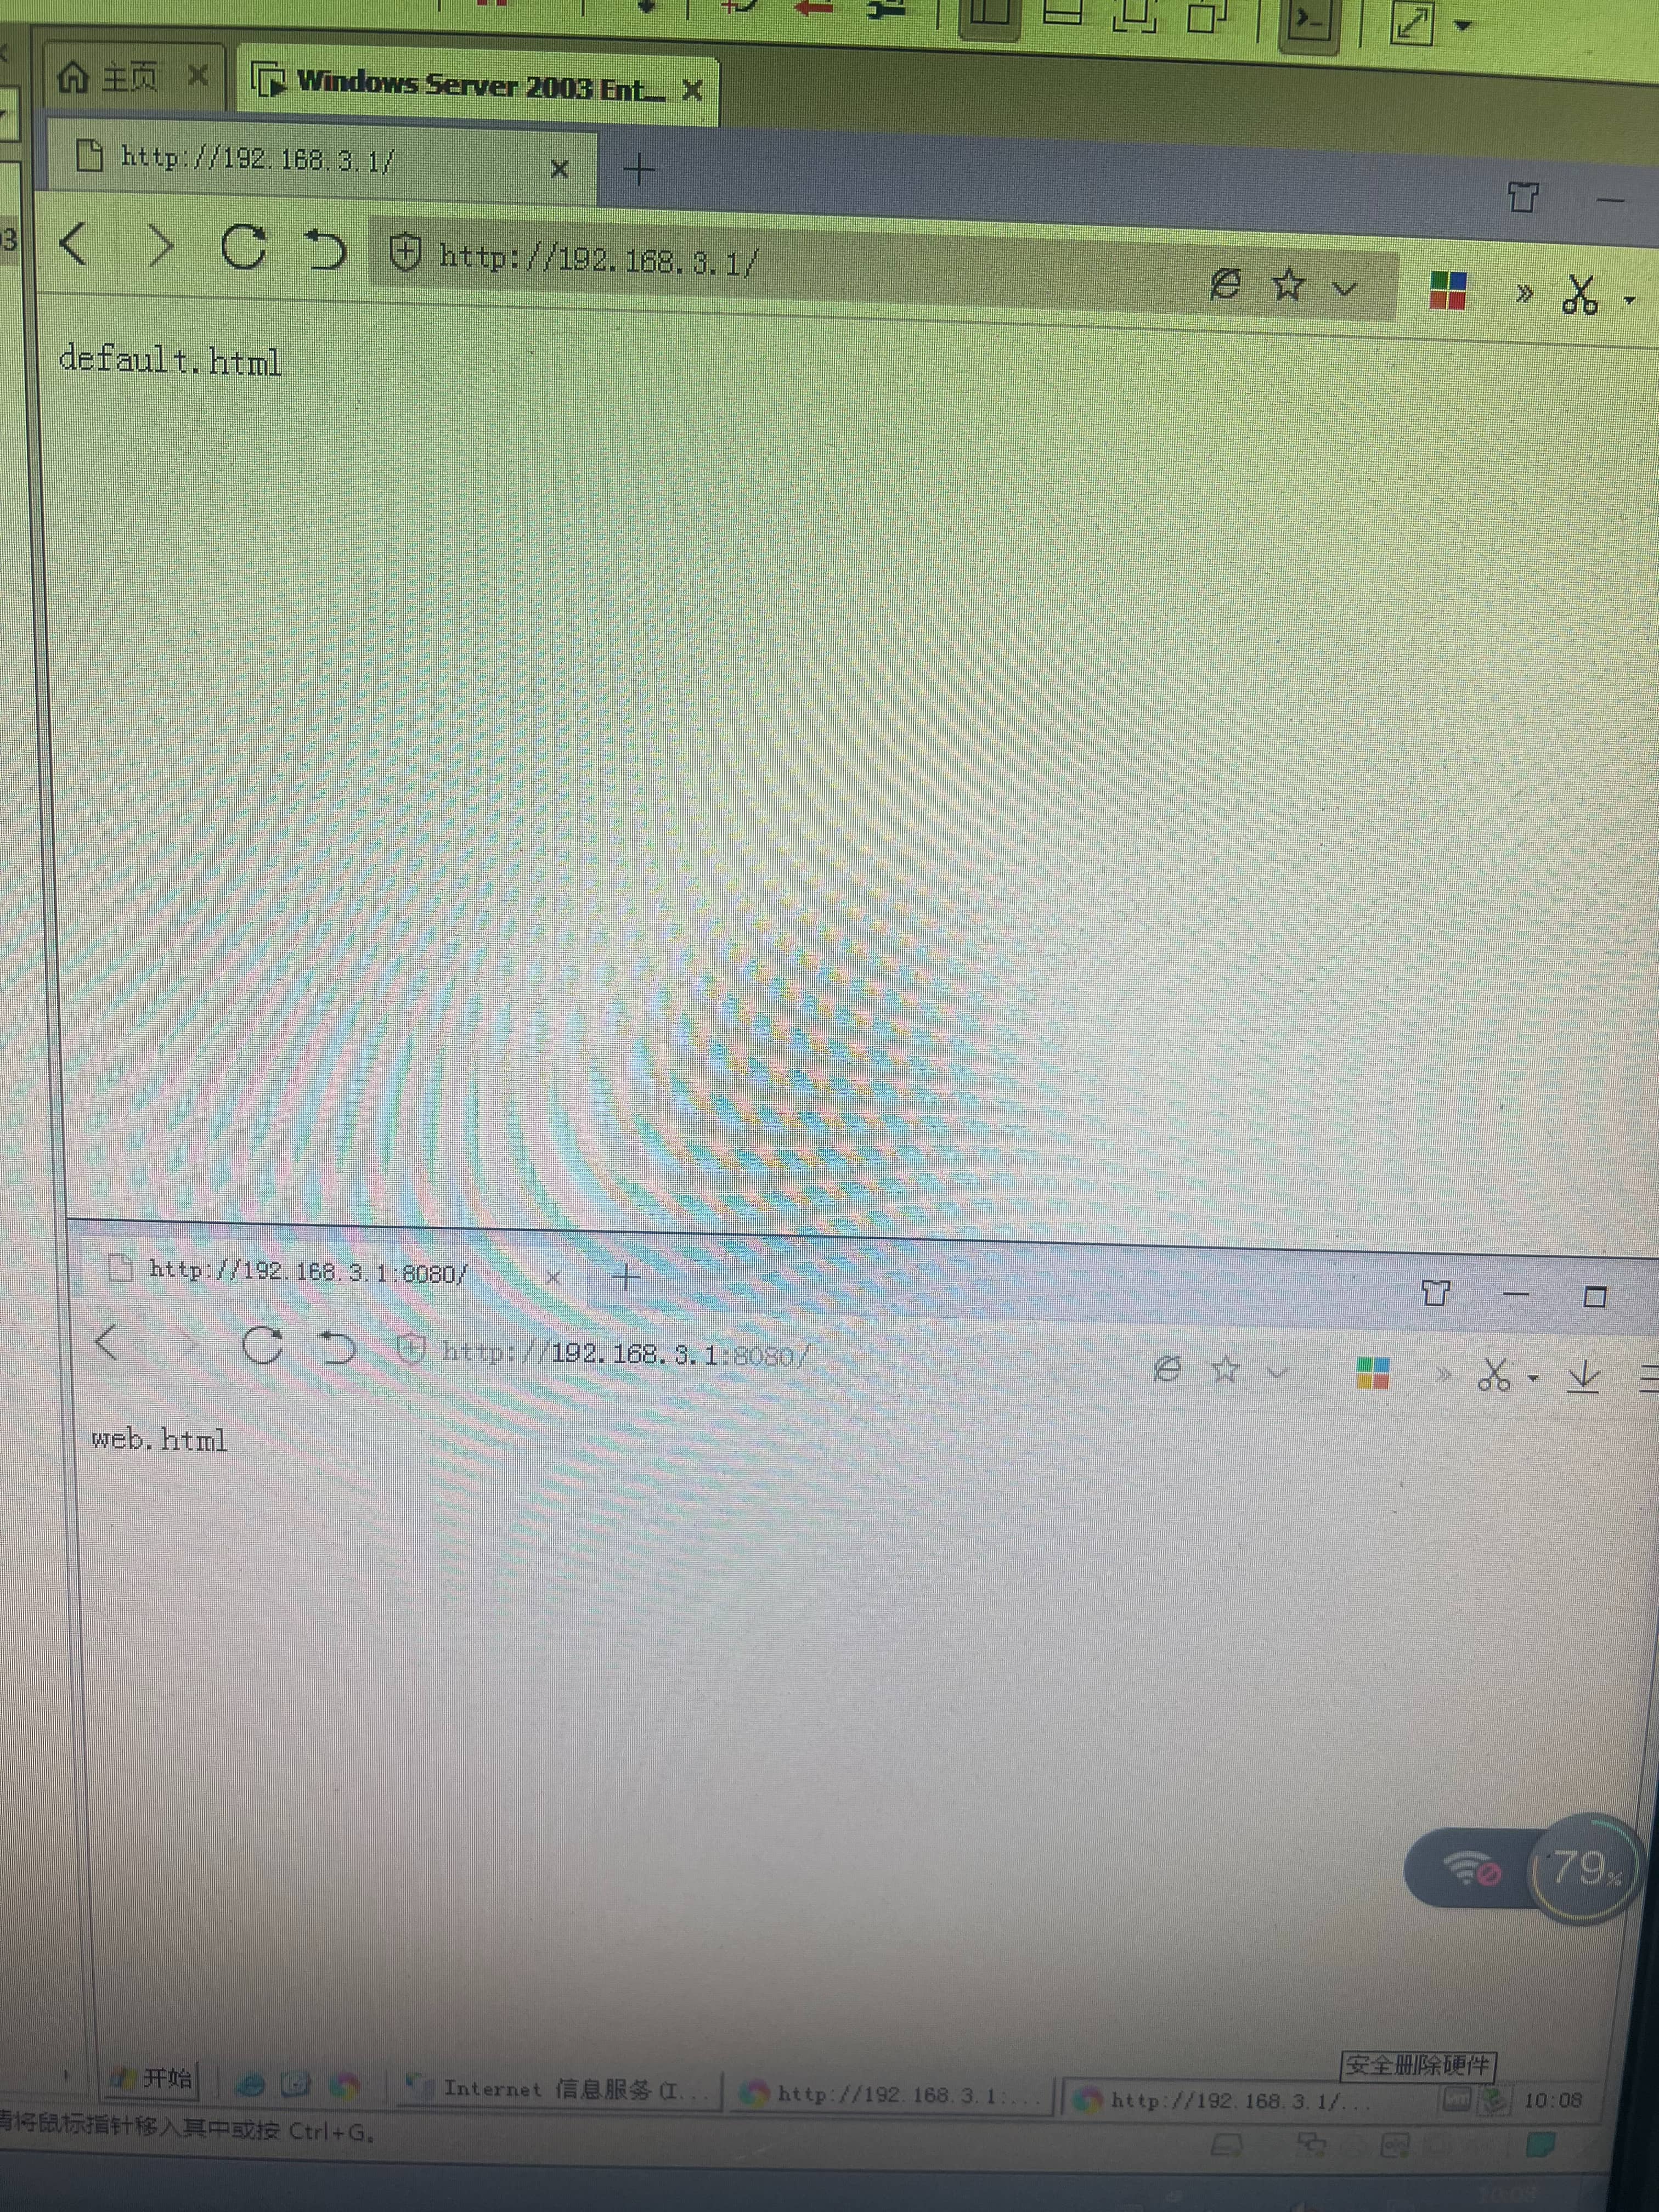 主页
Windows Server 2003 Ent...
http://192.168.3.1/
03
http://192.168.3.1/
default.html
http://192.168.3.1:8080/
http://192.168.3.1:8080/
web.html
79%
安全删除硬件
开始
Internet 信息服务(I...
http://192.168.3.1:...
http://192.168.3.1/...
10:08
将鼠标指针移入其中或按 Ctrl+G。